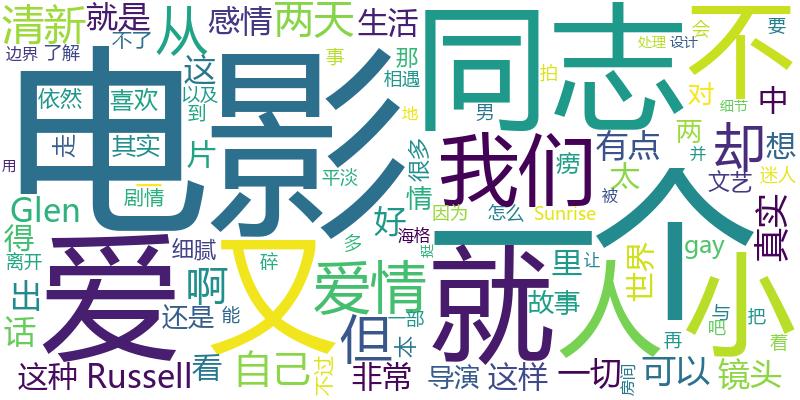 清新
就是
从
感情
两天
生活
同志
不
会
处理
设计
要
边界
了解
不了
事
那
相遇
拍
对
中
电影
这
依然
喜欢
以及
到
地
男
细节
走
其实
片
很多
我们
痨
有点
两
并
却
想
用
剧情
一
平淡
情
太
文艺
迷人
Glen
好
因为
怎么
Sunrise
被
一个
真实
得
细腻
多
海格
挺
gay
离开
爱
又
碎
爱情
就
里
让
人
世界
小
出
啊
话
还是
能
但
一部
本
故事
与
吧
把
再
着
这种
Russell
看
自己
不过
非常
导演
这样
一切
房间
可以
镜头